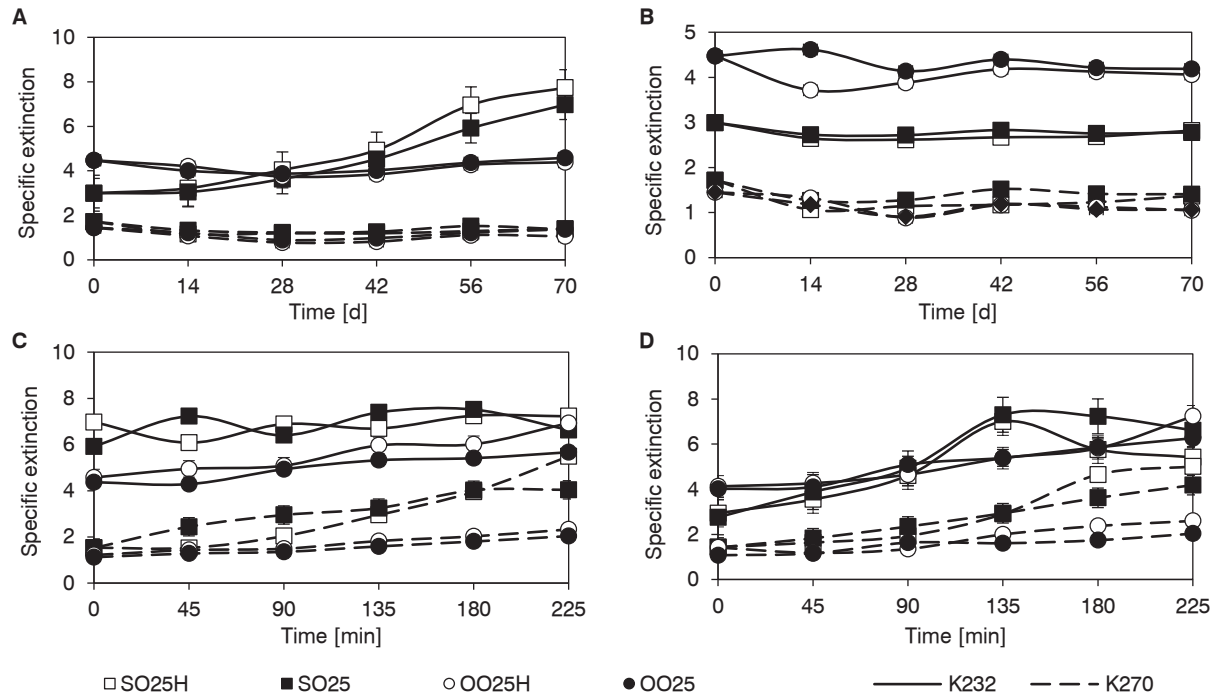 A
Specific extinction
10
8
6
4
2
0
0 14 28 42 56 70
Time [d]
B
Specific extinction
5
4
3
2
1
0
0 14 28 42 56 70
Time [d]
C
Specific extinction
10
8
6
4
2
0
0 45 90 135 180 225
Time [min]
D
Specific extinction
10
8
6
4
2
0
0 45 90 135 180 225
Time [min]
SO25H SO25 OO25H OO25 K232 K270